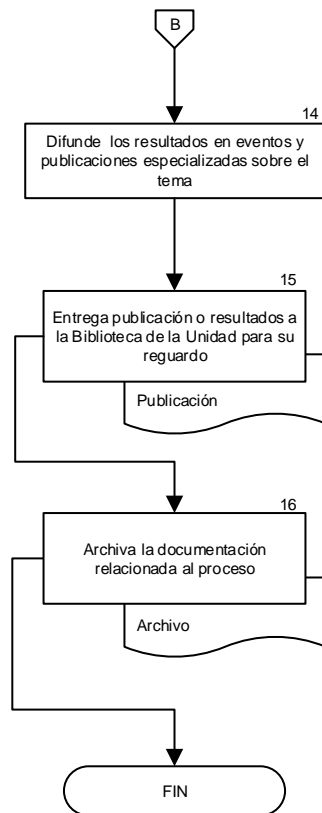 B
14
Difunde los resultados en eventos y
publicaciones especializadas sobre el
tema
15
Entrega publicación o resultados a
la Biblioteca de la Unidad para su
reguardo
Publicación
16
Archiva la documentación
relacionada al proceso
Archivo
FIN